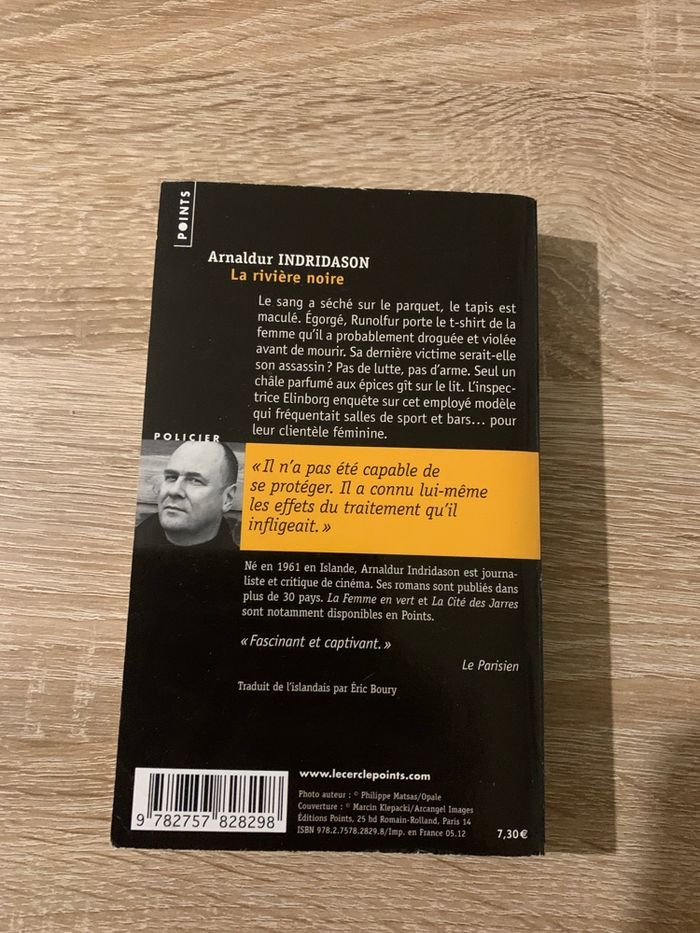 POINTS
Arnaldur INDRIDASON
La rivière noire
Le sang a séché sur le parquet, le tapis est
maculé. Égorgé, Runolfur porte le t-shirt de la
femme qu'il a probablement droguée et violée
avant de mourir. Sa dernière victime serait-elle
son assassin ? Pas de lutte, pas d'arme. Seul un
châle parfumé aux épices gît sur le lit. L'inspec-
trice Elinborg enquête sur cet employé modèle
qui fréquentait salles de sport et bars... pour
leur clientèle féminine.
POLICIER
« Il n'a pas été capable de
se protéger. Il a connu lui-même
les effets du traitement qu'il
infligeait. »
Né en 1961 en Islande, Arnaldur Indridason est journa-
liste et critique de cinéma. Ses romans sont publiés dans
plus de 30 pays. La Femme en vert et La Cité des Jarres
sont notamment disponibles en Points.
« Fascinant et captivant. »
Le Parisien
Traduit de l'islandais par Éric Boury
www.lecerclepoints.com
Photo auteur : © Philippe Matsas/Opale
Couverture : © Marcin Klepacki/Arcangel Images
Éditions Points, 25 bd Romain-Rolland, Paris 14
ISBN 978.2.7578.2829.8/Imp. en France 05.12
7,30 €
9 782757 828298